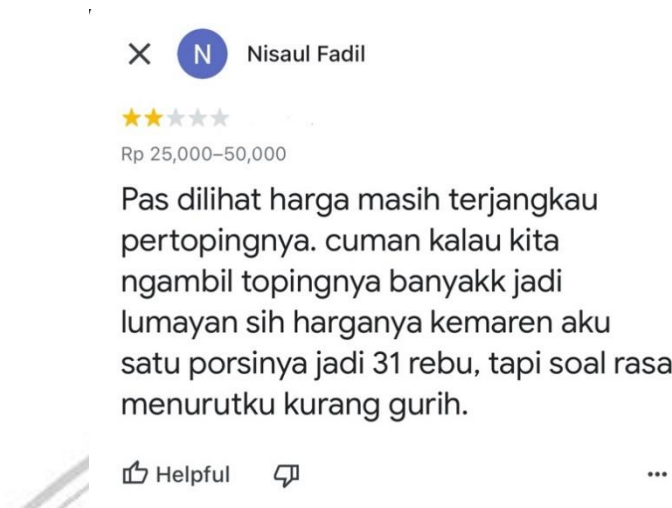 N Nisaul Fadil
Rp 25,000–50,000
Pas dilihat harga masih terjangkau
pertopingnya. cuman kalau kita
ngambil topingnya banyakk jadi
lumayan sih harganya kemaren aku
satu porsinya jadi 31 rebu, tapi soal rasa
menurutku kurang gurih.
Helpful